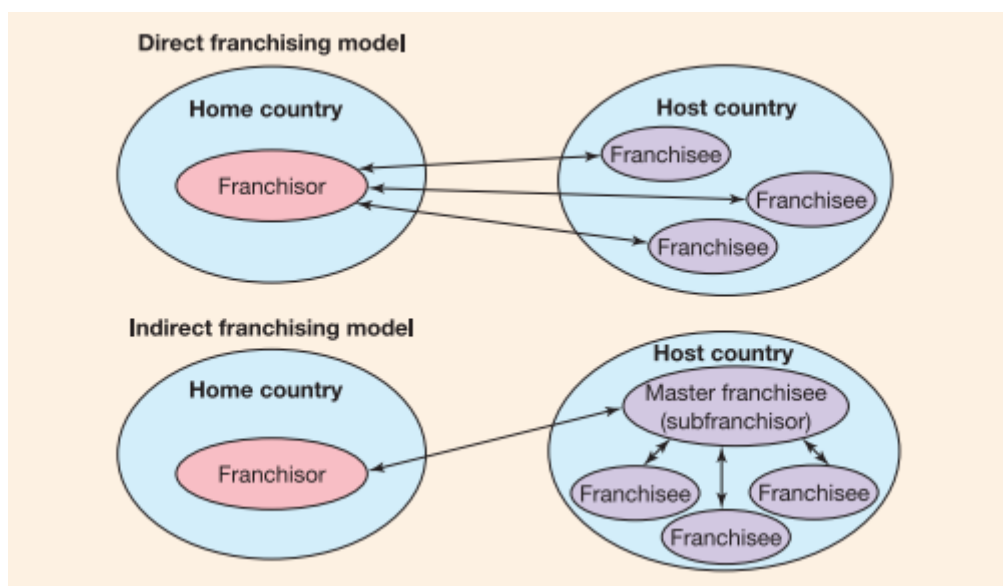 Direct franchising model
Home country
Franchisor
Host country
Franchisee
Franchisee
Franchisee
Indirect franchising model
Home country
Franchisor
Host country
Master franchisee
(subfranchisor)
Franchisee
Franchisee
Franchisee